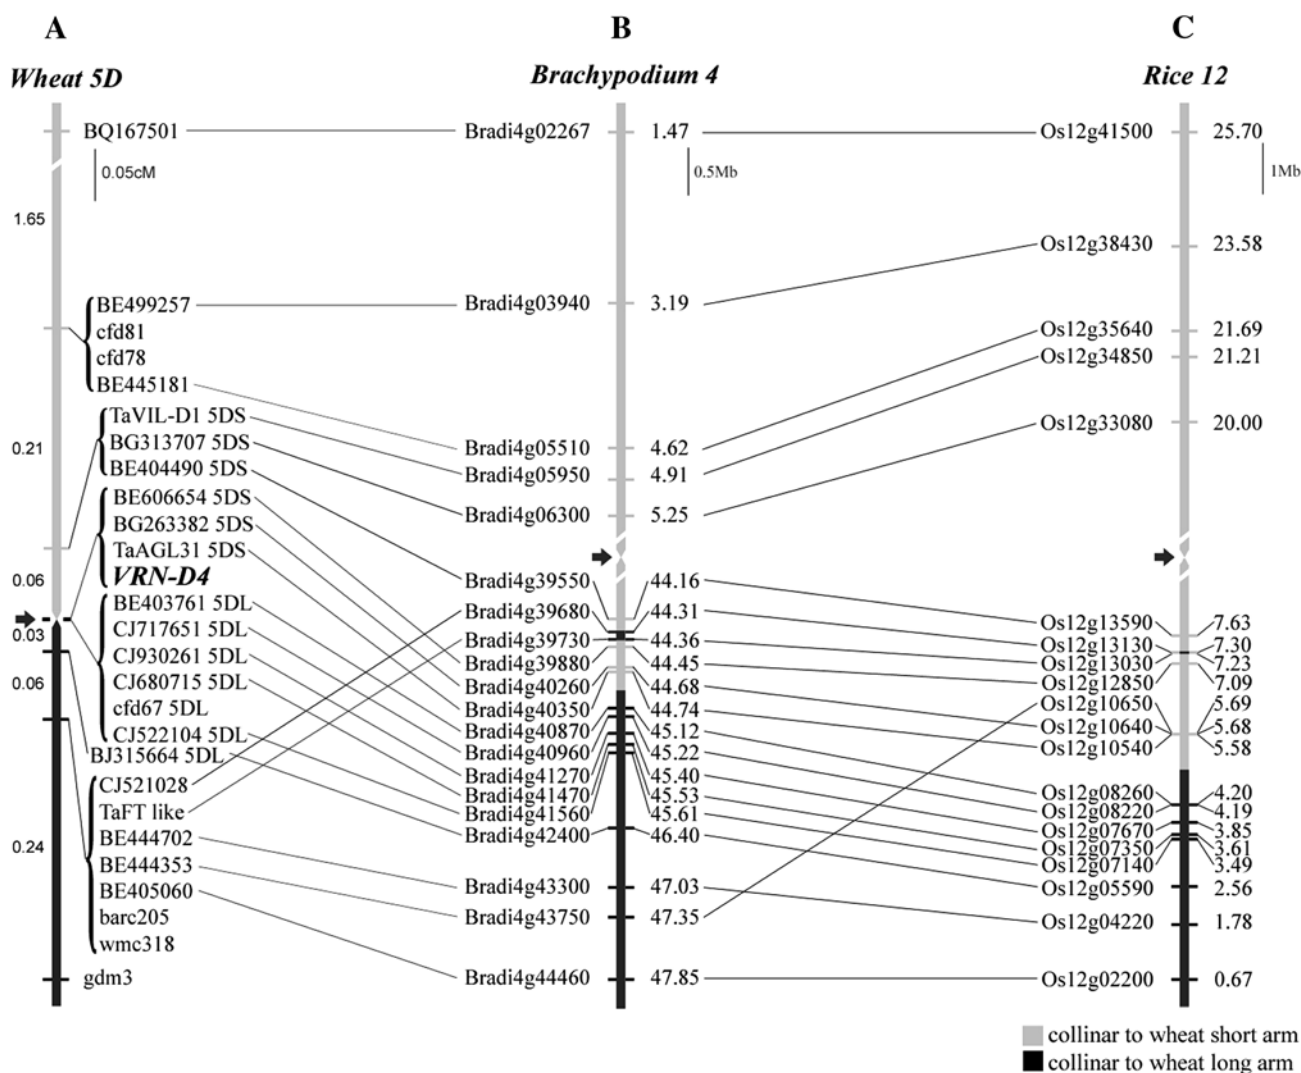 A
B
C
Wheat 5D
Brachypodium 4
Rice 12
BQ167501
0.05cM
1.65
BE499257
cfd81
cfd78
BE445181
TaVIL-D1 5DS
0.21
BG313707 5DS
BE404490 5DS
BE606654 5DS
BG263382 5DS
TaAGL31 5DS
0.06
VRN-D4
BE403761 5DL
0.03
CJ717651 5DL
CJ930261 5DL
0.06
CJ680715 5DL
cfd67 5DL
CJ522104 5DL
BJ315664 5DL
CJ521028
TaFT like
BE444702
0.24
BE444353
BE405060
barc205
wmc318
gdm3
Bradi4g02267 1.47
0.5Mb
Bradi4g03940 3.19
Bradi4g05510 4.62
Bradi4g05950 4.91
Bradi4g06300 5.25
Bradi4g39550 44.16
Bradi4g39680 44.31
Bradi4g39730 44.36
Bradi4g39880 44.45
Bradi4g40260 44.68
Bradi4g40350 44.74
Bradi4g40870 45.12
Bradi4g40960 45.22
Bradi4g41270 45.40
Bradi4g41470 45.53
Bradi4g41560 45.61
Bradi4g42400 46.40
Bradi4g43300 47.03
Bradi4g43750 47.35
Bradi4g44460 47.85
Os12g41500 25.70
1Mb
Os12g38430 23.58
Os12g35640 21.69
Os12g34850 21.21
Os12g33080 20.00
Os12g13590 7.63
Os12g13130 7.30
Os12g13030 7.23
Os12g12850 7.09
Os12g10650 5.69
Os12g10640 5.68
Os12g10540 5.58
Os12g08260 4.20
Os12g08220 4.19
Os12g07670 3.85
Os12g07350 3.61
Os12g07140 3.49
Os12g05590 2.56
Os12g04220 1.78
Os12g02200 0.67
collinar to wheat short arm
collinar to wheat long arm